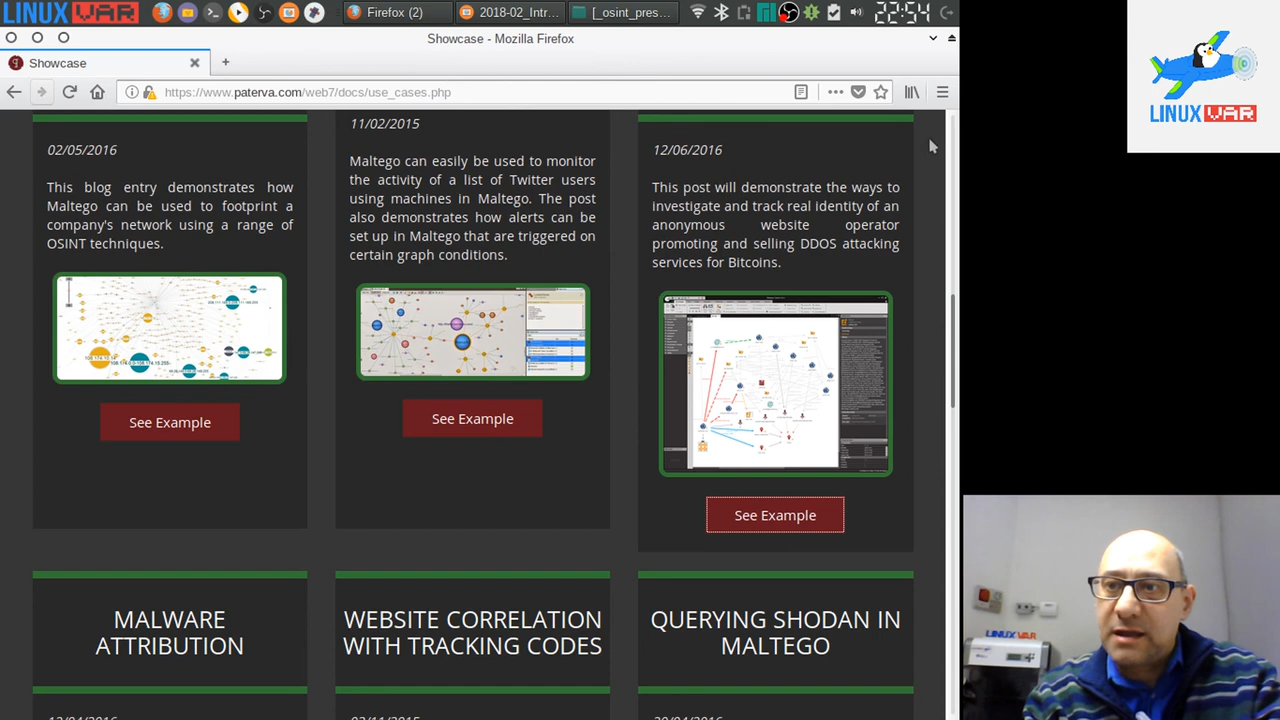 LINUX VAR
Firefox (2)
2018-02_Intr...
[_osint_pres...
22:54
Showcase - Mozilla Firefox
Showcase
https://www.paterva.com/web7/docs/use_cases.php
LINUX VAR
02/05/2016
This blog entry demonstrates how
Maltego can be used to footprint a
company's network using a range of
OSINT techniques.
See Example
11/02/2015
Maltego can easily be used to monitor
the activity of a list of Twitter users
using machines in Maltego. The post
also demonstrates how alerts can be
set up in Maltego that are triggered on
certain graph conditions.
See Example
12/06/2016
This post will demonstrate the ways to
investigate and track real identity of an
anonymous website operator
promoting and selling DDOS attacking
services for Bitcoins.
See Example
MALWARE
ATTRIBUTION
WEBSITE CORRELATION
WITH TRACKING CODES
QUERYING SHODAN IN
MALTEGO
LINUX VAR